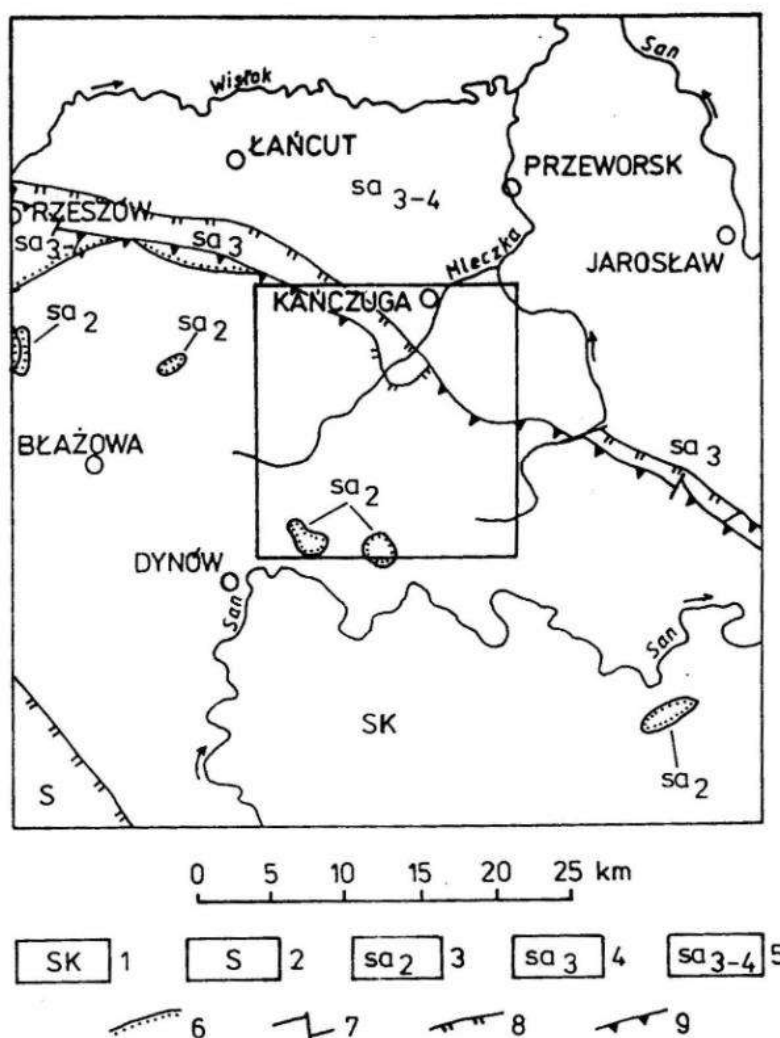 San
Wisłok
ŁAŃCUT
PRZEWORSK
sa 3-4
RZESZÓW
sa 3-
sa 3
Mleczka
JAROSŁAW
KAŃCZUGA
sa 2
sa 2
BŁAŻOWA
sa 3
sa 2
DYNÓW
San
San
SK
sa 2
S
0 5 10 15 20 25 km
SK 1 S 2 sa 2 3 sa 3 4 sa 3-4 5
6 7 8 9